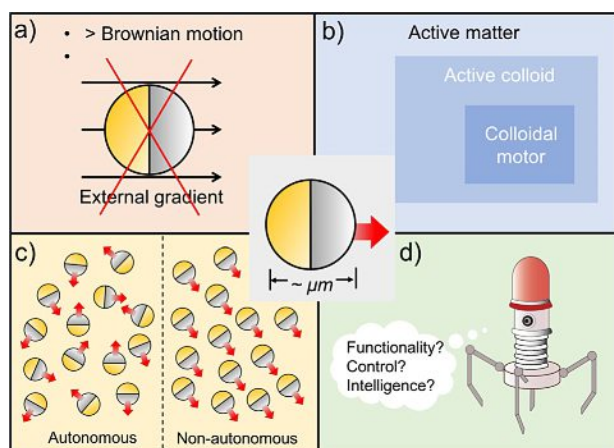 a)
• > Brownian motion
•
External gradient
b)
Active matter
Active colloid
Colloidal
motor
~ μm
c)
Autonomous
Non-autonomous
d)
Functionality?
Control?
Intelligence?